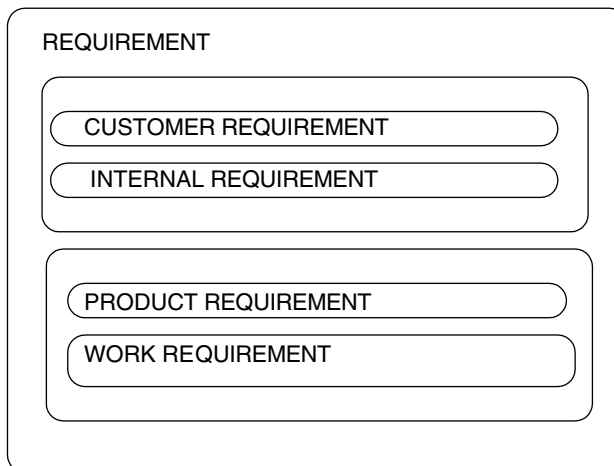 REQUIREMENT
CUSTOMER REQUIREMENT
INTERNAL REQUIREMENT
PRODUCT REQUIREMENT
WORK REQUIREMENT